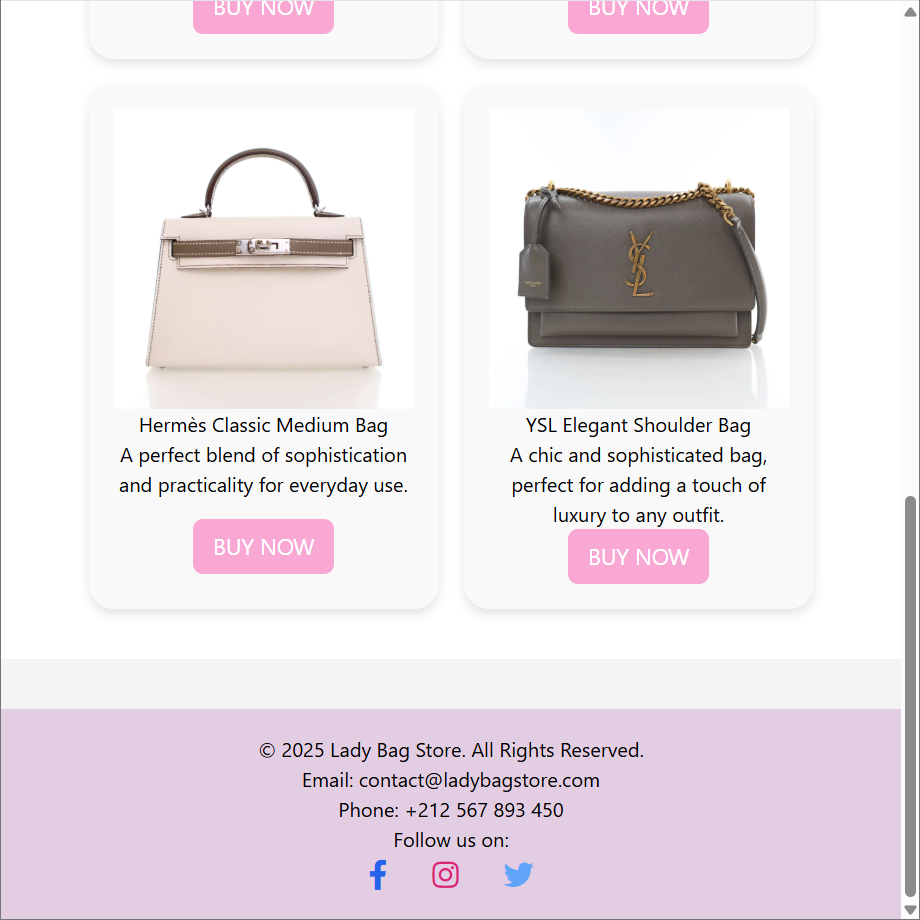 BUY NOW BUY NOW
Hermès Classic Medium Bag
A perfect blend of sophistication
and practicality for everyday use.
BUY NOW
YSL
YSL Elegant Shoulder Bag
A chic and sophisticated bag,
perfect for adding a touch of
luxury to any outfit.
BUY NOW
© 2025 Lady Bag Store. All Rights Reserved.
Email: contact@ladybagstore.com
Phone: +212 567 893 450
Follow us on: